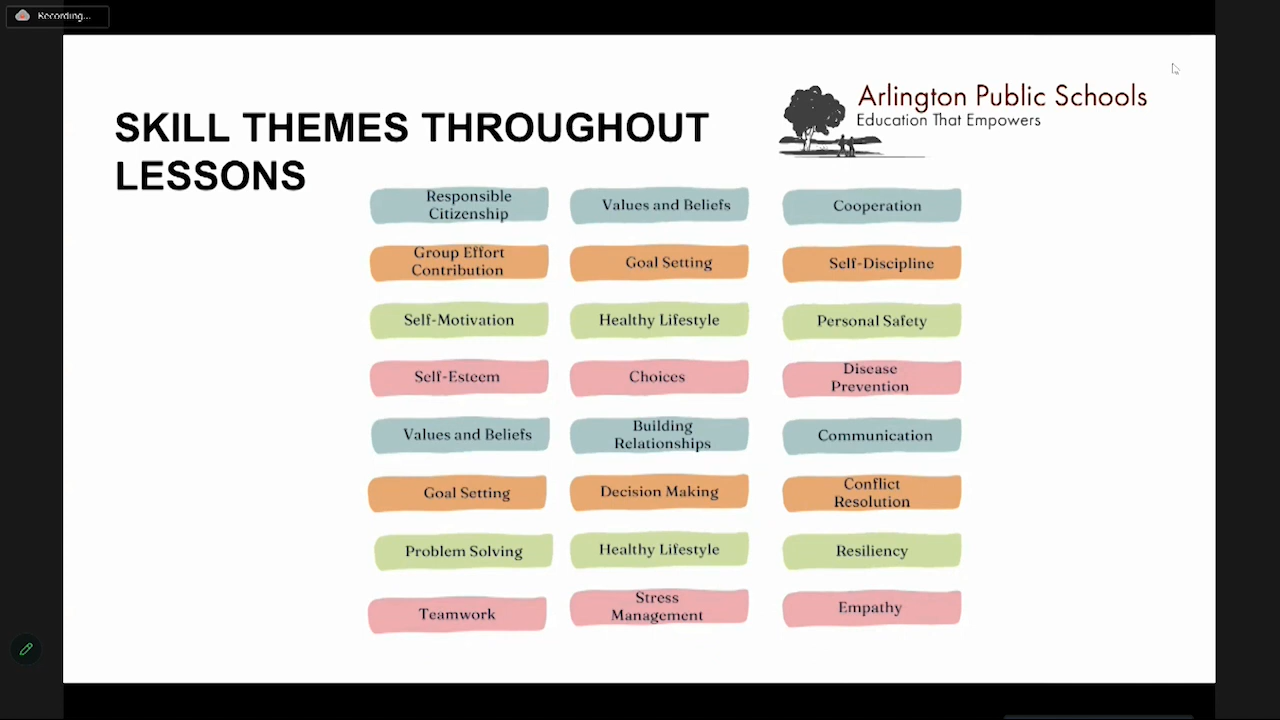 Recording...
SKILL THEMES THROUGHOUT
LESSONS
Arlington Public Schools
Education That Empowers
Responsible
Citizenship
Values and Beliefs
Cooperation
Group Effort
Contribution
Goal Setting
Self-Discipline
Self-Motivation
Healthy Lifestyle
Personal Safety
Self-Esteem
Choices
Disease
Prevention
Values and Beliefs
Building
Relationships
Communication
Goal Setting
Decision Making
Conflict
Resolution
Problem Solving
Healthy Lifestyle
Resiliency
Teamwork
Stress
Management
Empathy